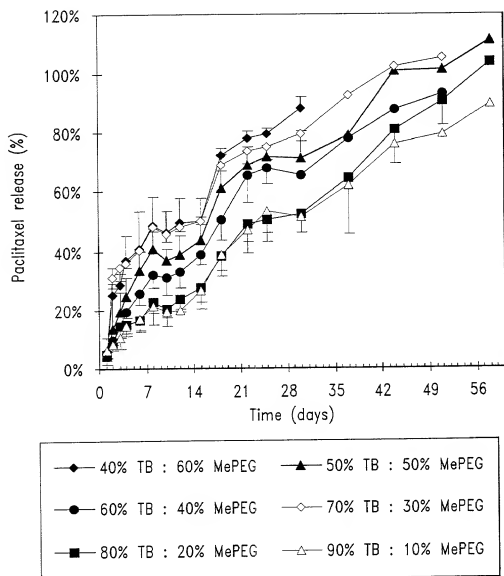 120%
100%
80%
60%
40%
20%
0%
Paclitaxel release (%)
0 7 14 21 28 35 42 49 56
Time (days)
40% TB : 60% MePEG
50% TB : 50% MePEG
60% TB : 40% MePEG
70% TB : 30% MePEG
80% TB : 20% MePEG
90% TB : 10% MePEG